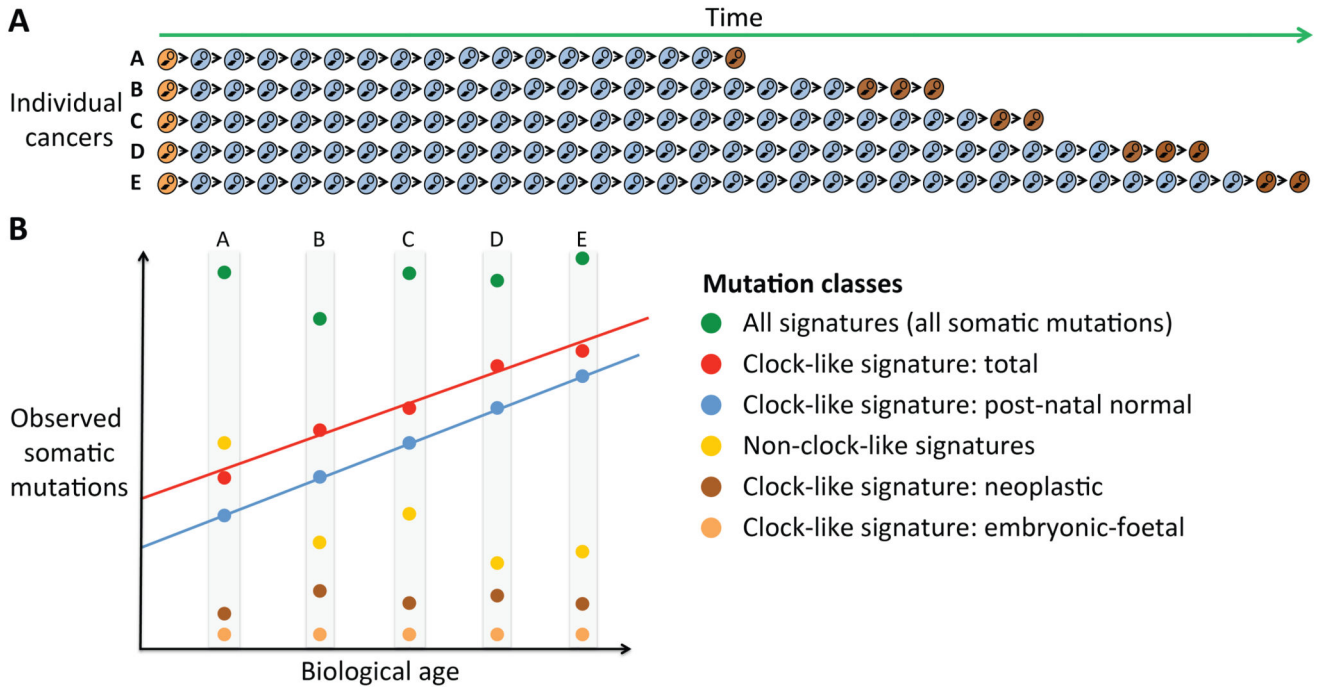 A
Time
A
B
Individual
cancers
C
D
E
B
A B C D E
Observed
somatic
mutations
Biological age
Mutation classes
All signatures (all somatic mutations)
Clock-like signature: total
Clock-like signature: post-natal normal
Non-clock-like signatures
Clock-like signature: neoplastic
Clock-like signature: embryonic-foetal